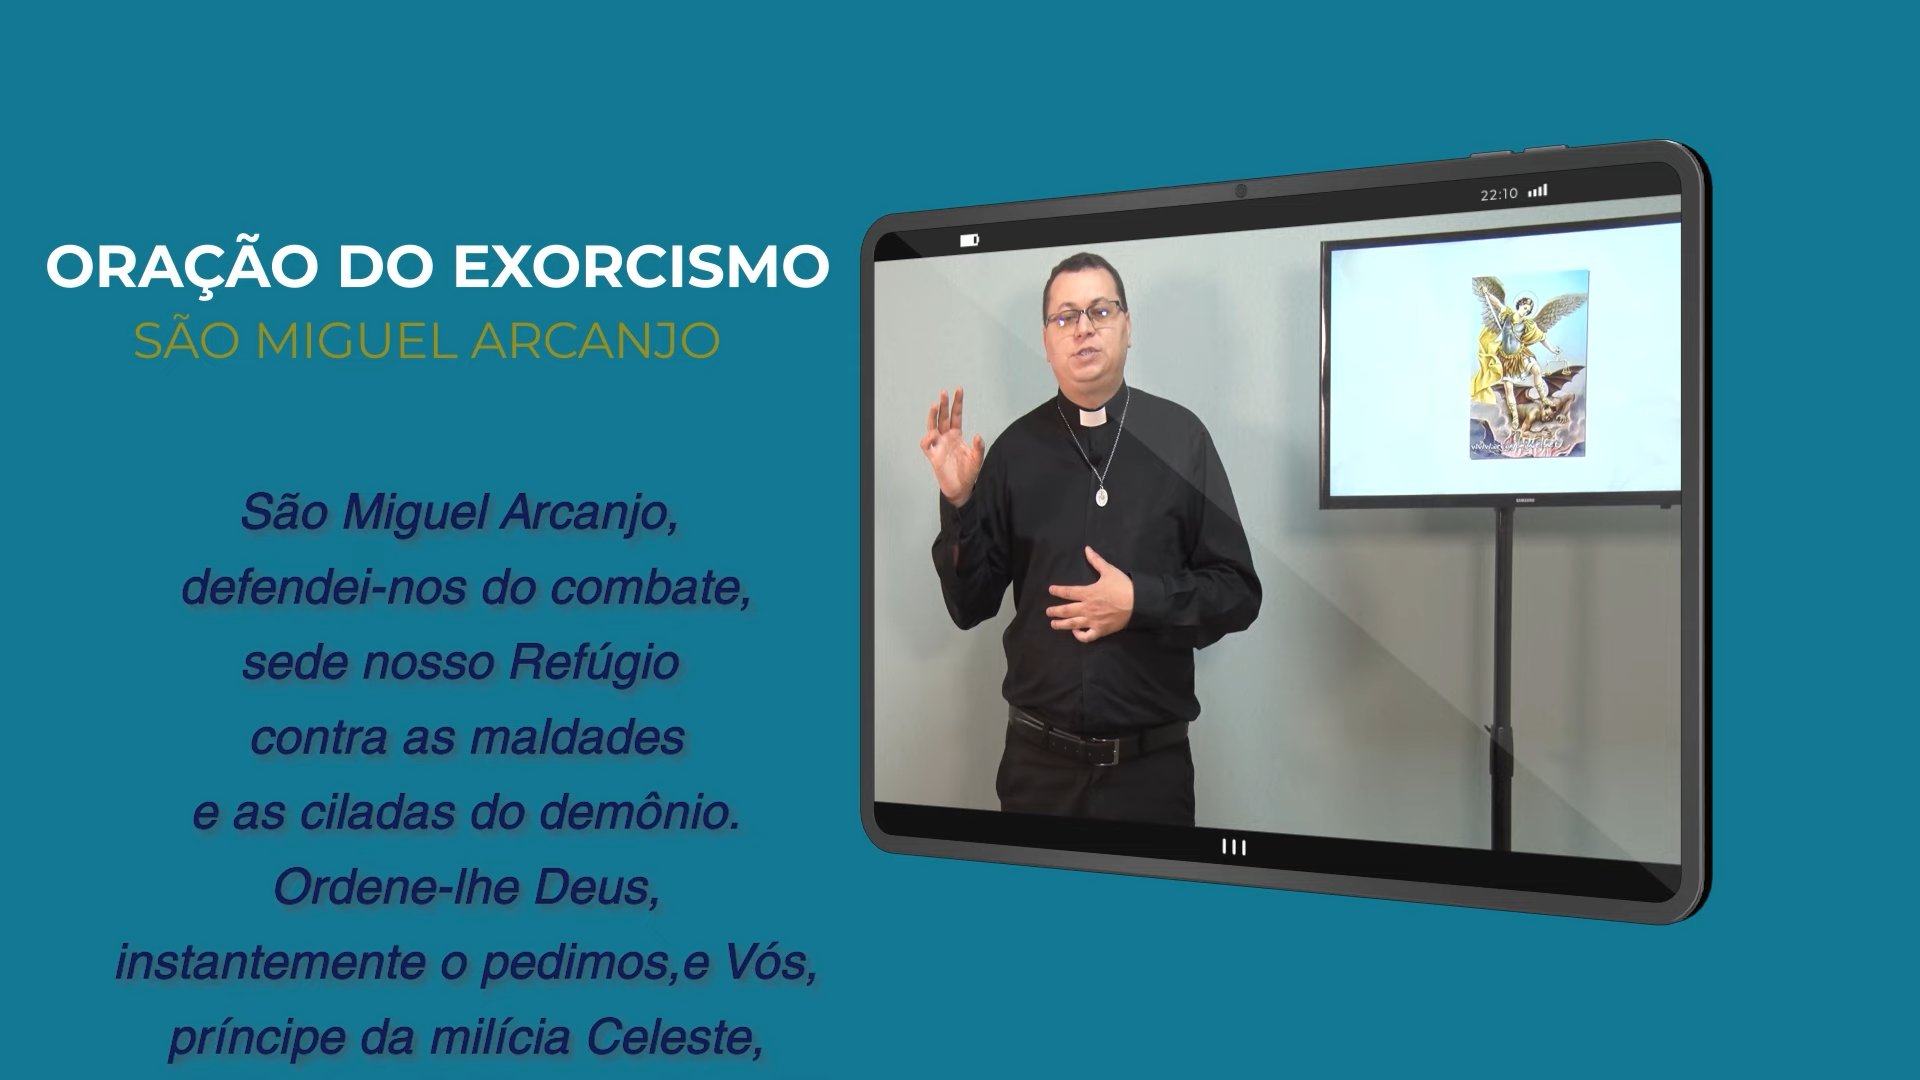 ORAÇÃO DO EXORCISMO
SÃO MIGUEL ARCANJO
São Miguel Arcanjo,
defendei-nos do combate,
sede nosso Refúgio
contra as maldades
e as ciladas do demônio.
Ordene-lhe Deus,
instantemente o pedimos,e Vós,
príncipe da milícia Celeste,
22:10
SAMSUNG